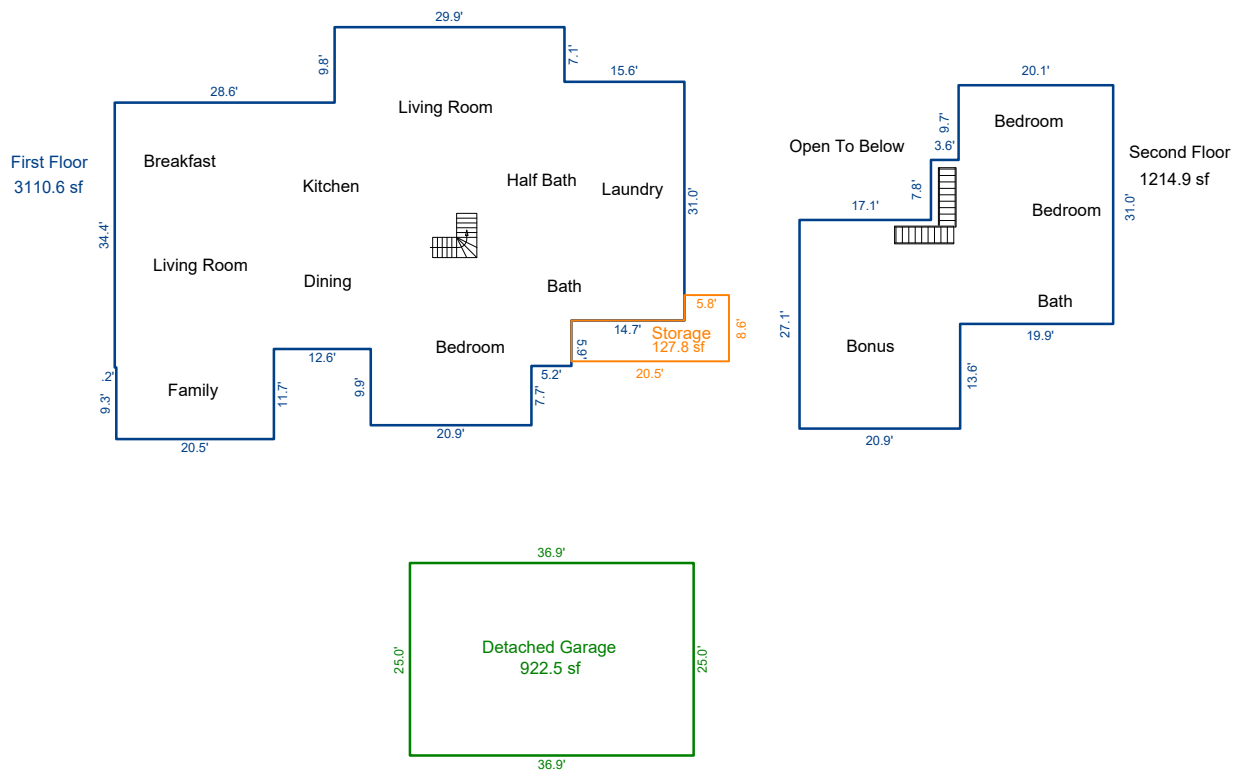 29.9'
9.8'
7.1'
15.6'
28.6'
Living Room
First Floor
3110.6 sf
Breakfast
Kitchen
Half Bath
Laundry
31.0'
34.4'
Living Room
Dining
Bath
5.8'
14.7'
Storage
127.8 sf
8.6'
5.9'
20.5'
Bedroom
12.6'
5.2'
.2'
9.3'
Family
11.7'
9.9'
7.7'
20.9'
20.5'
20.1'
Bedroom
9.7'
Open To Below
3.6'
Second Floor
1214.9 sf
7.8'
17.1'
Bedroom
31.0'
Bath
27.1'
19.9'
Bonus
13.6'
20.9'
36.9'
25.0'
Detached Garage
922.5 sf
25.0'
36.9'